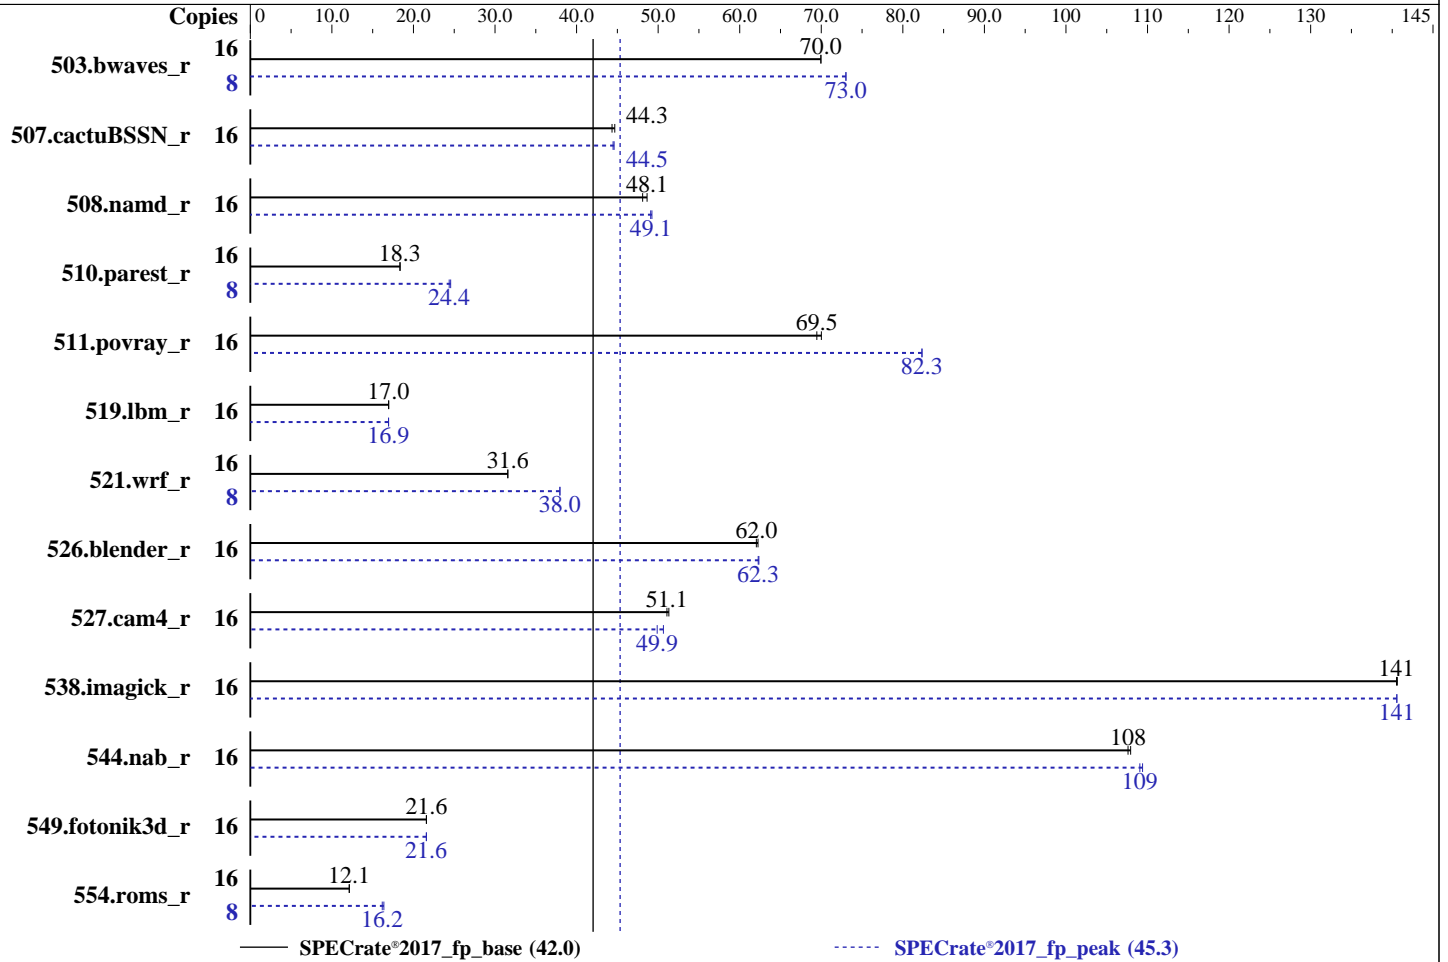 Copies 0 10.0 20.0 30.0 40.0 50.0 60.0 70.0 80.0 90.0 100 110 120 130 145
503.bwaves_r 16 70.0
8 73.0
507.cactuBSSN_r 16 44.3
44.5
508.namd_r 16 48.1
49.1
510.parest_r 16 18.3
8 24.4
511.povray_r 16 69.5
82.3
519.lbm_r 16 17.0
16.9
521.wrf_r 16 31.6
8 38.0
526.blender_r 16 62.0
62.3
527.cam4_r 16 51.1
49.9
538.imagick_r 16 141
141
544.nab_r 16 108
109
549.fotonik3d_r 16 21.6
21.6
554.roms_r 16 12.1
8 16.2
SPECrate®2017_fp_base (42.0) SPECrate®2017_fp_peak (45.3)